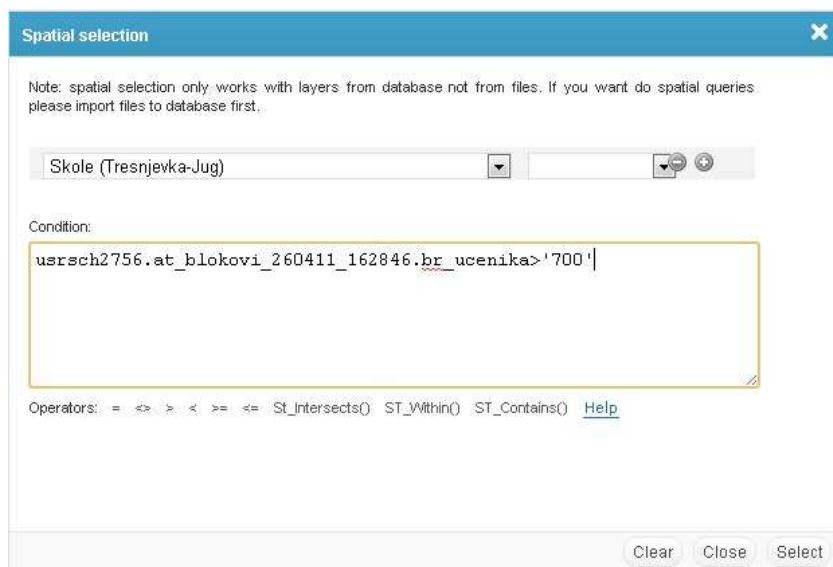 Spatial selection
Note: spatial selection only works with layers from database not from files. If you want do spatial queries
please import files to database first.
Skole (Tresnjevka-Jug)
Condition:
usrsch2756.at_blokovi_260411_162846.br_ucenika>'700'
Operators: = <> > < >= <= St_Intersects() ST_Within() ST_Contains() Help
Clear Close Select